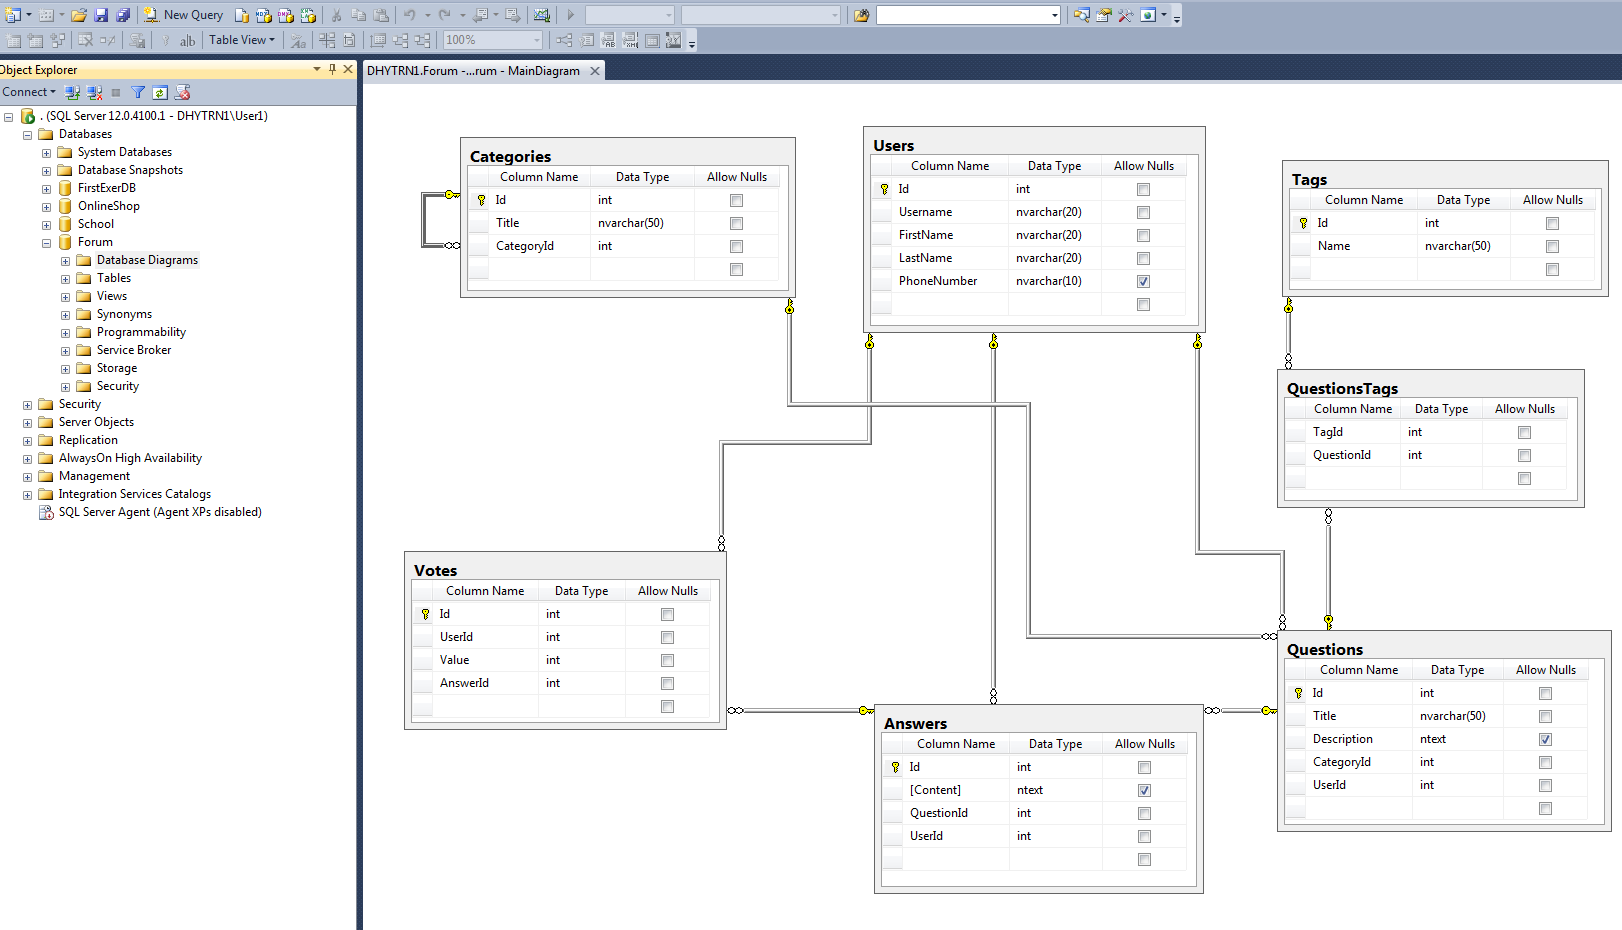 New Query
Table View
100%
Object Explorer
Connect
. (SQL Server 12.0.4100.1 - DHYTRN1\User1)
Databases
System Databases
Database Snapshots
FirstExerDB
OnlineShop
School
Forum
Database Diagrams
Tables
Views
Synonyms
Programmability
Service Broker
Storage
Security
Security
Server Objects
Replication
AlwaysOn High Availability
Management
Integration Services Catalogs
SQL Server Agent (Agent XPs disabled)
DHYTRN1.Forum -...rum - MainDiagram
Categories
Column Name Data Type Allow Nulls
Id int
Title nvarchar(50)
CategoryId int
Users
Column Name Data Type Allow Nulls
Id int
Username nvarchar(20)
FirstName nvarchar(20)
LastName nvarchar(20)
PhoneNumber nvarchar(10)
Tags
Column Name Data Type Allow Nulls
Id int
Name nvarchar(50)
QuestionsTags
Column Name Data Type Allow Nulls
TagId int
QuestionId int
Votes
Column Name Data Type Allow Nulls
Id int
UserId int
Value int
AnswerId int
Answers
Column Name Data Type Allow Nulls
Id int
[Content] ntext
QuestionId int
UserId int
Questions
Column Name Data Type Allow Nulls
Id int
Title nvarchar(50)
Description ntext
CategoryId int
UserId int